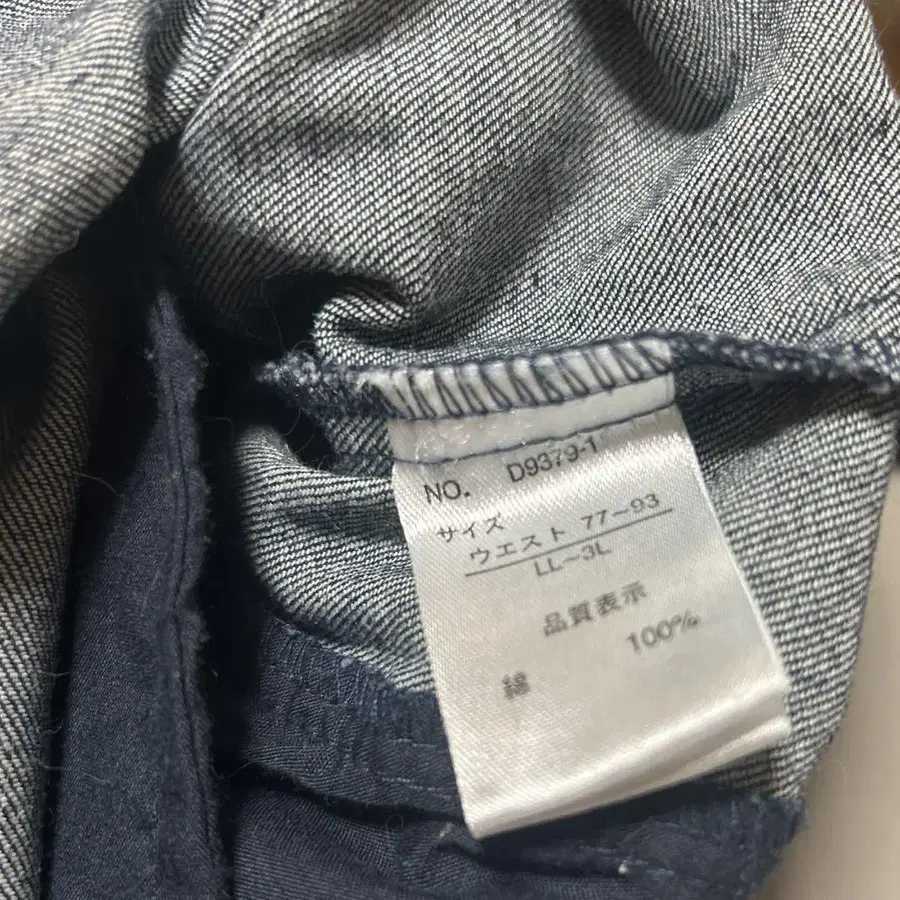 NO. D9379-1
サイズ
ウエスト 77~93
LL~3L
品質表示
綿 100%